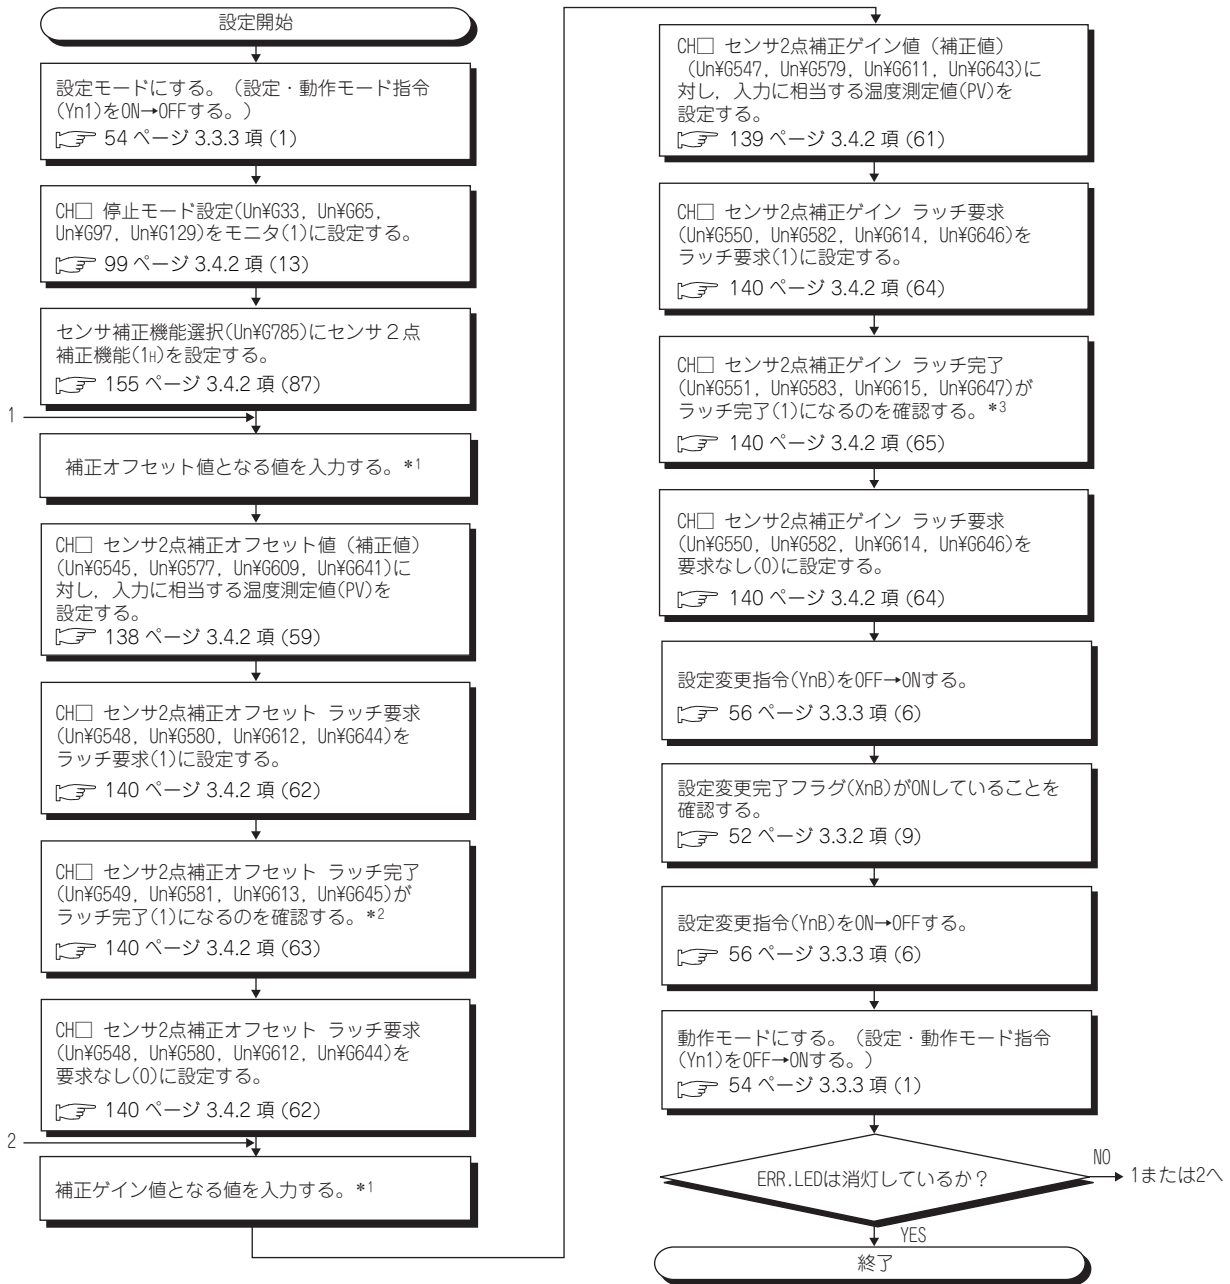 設定開始
設定モードにする。（設定・動作モード指令
(Yn1)をON→OFFする。）
54 ページ 3.3.3 項 (1)
CH□ 停止モード設定(Un¥G33, Un¥G65,
Un¥G97, Un¥G129)をモニタ(1)に設定する。
99 ページ 3.4.2 項 (13)
センサ補正機能選択(Un¥G785)にセンサ２点
補正機能(1H)を設定する。
155 ページ 3.4.2 項 (87)
1
補正オフセット値となる値を入力する。*1
CH□ センサ2点補正オフセット値（補正値）
(Un¥G545, Un¥G577, Un¥G609, Un¥G641)に
対し，入力に相当する温度測定値(PV)を
設定する。
138 ページ 3.4.2 項 (59)
CH□ センサ2点補正オフセット ラッチ要求
(Un¥G548, Un¥G580, Un¥G612, Un¥G644)を
ラッチ要求(1)に設定する。
140 ページ 3.4.2 項 (62)
CH□ センサ2点補正オフセット ラッチ完了
(Un¥G549, Un¥G581, Un¥G613, Un¥G645)が
ラッチ完了(1)になるのを確認する。*2
140 ページ 3.4.2 項 (63)
CH□ センサ2点補正オフセット ラッチ要求
(Un¥G548, Un¥G580, Un¥G612, Un¥G644)を
要求なし(0)に設定する。
140 ページ 3.4.2 項 (62)
2
補正ゲイン値となる値を入力する。*1
CH□ センサ2点補正ゲイン値（補正値）
(Un¥G547, Un¥G579, Un¥G611, Un¥G643)に
対し，入力に相当する温度測定値(PV)を
設定する。
139 ページ 3.4.2 項 (61)
CH□ センサ2点補正ゲイン ラッチ要求
(Un¥G550, Un¥G582, Un¥G614, Un¥G646)を
ラッチ要求(1)に設定する。
140 ページ 3.4.2 項 (64)
CH□ センサ2点補正ゲイン ラッチ完了
(Un¥G551, Un¥G583, Un¥G615, Un¥G647)が
ラッチ完了(1)になるのを確認する。*3
140 ページ 3.4.2 項 (65)
CH□ センサ2点補正ゲイン ラッチ要求
(Un¥G550, Un¥G582, Un¥G614, Un¥G646)を
要求なし(0)に設定する。
140 ページ 3.4.2 項 (64)
設定変更指令(YnB)をOFF→ONする。
56 ページ 3.3.3 項 (6)
設定変更完了フラグ(XnB)がONしていることを
確認する。
52 ページ 3.3.2 項 (9)
設定変更指令(YnB)をON→OFFする。
56 ページ 3.3.3 項 (6)
動作モードにする。（設定・動作モード指令
(Yn1)をOFF→ONする。）
54 ページ 3.3.3 項 (1)
ERR.LEDは消灯しているか？
NO
1または2へ
YES
終了